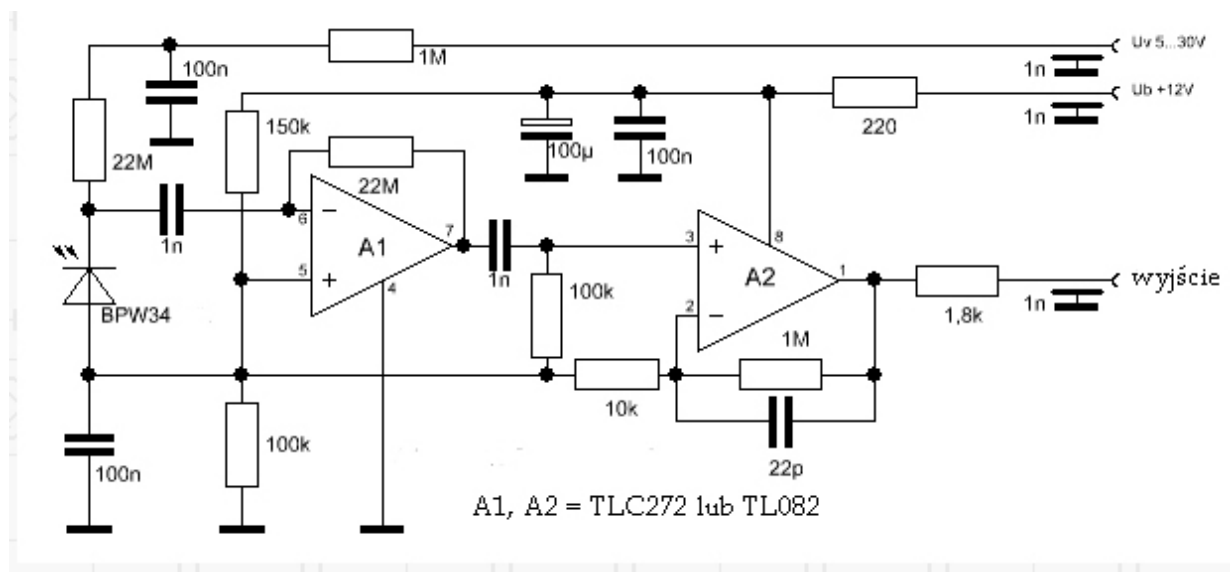 Uv 5...30V
1M
1n
100n
Ub +12V
1n
150k
220
22M
100µ
100n
22M
6
−
7
3
+
8
1n
A1
1n
A2
1
wyjście
5
+
4
100k
2
−
1,8k
1n
BPW34
1M
10k
100k
100n
22p
A1, A2 = TLC272 lub TL082